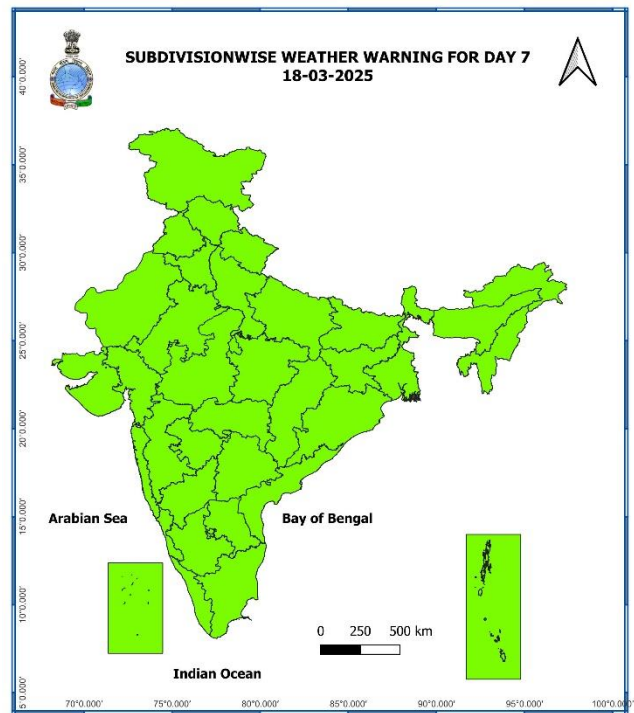 SUBDIVISIONWISE WEATHER WARNING FOR DAY 7
18-03-2025
40°0.000'
35°0.000'
30°0.000'
25°0.000'
20°0.000'
15°0.000'
10°0.000'
5°0.000'
Arabian Sea
Bay of Bengal
0 250 500 km
Indian Ocean
70°0.000' 75°0.000' 80°0.000' 85°0.000' 90°0.000' 95°0.000' 100°0.000'